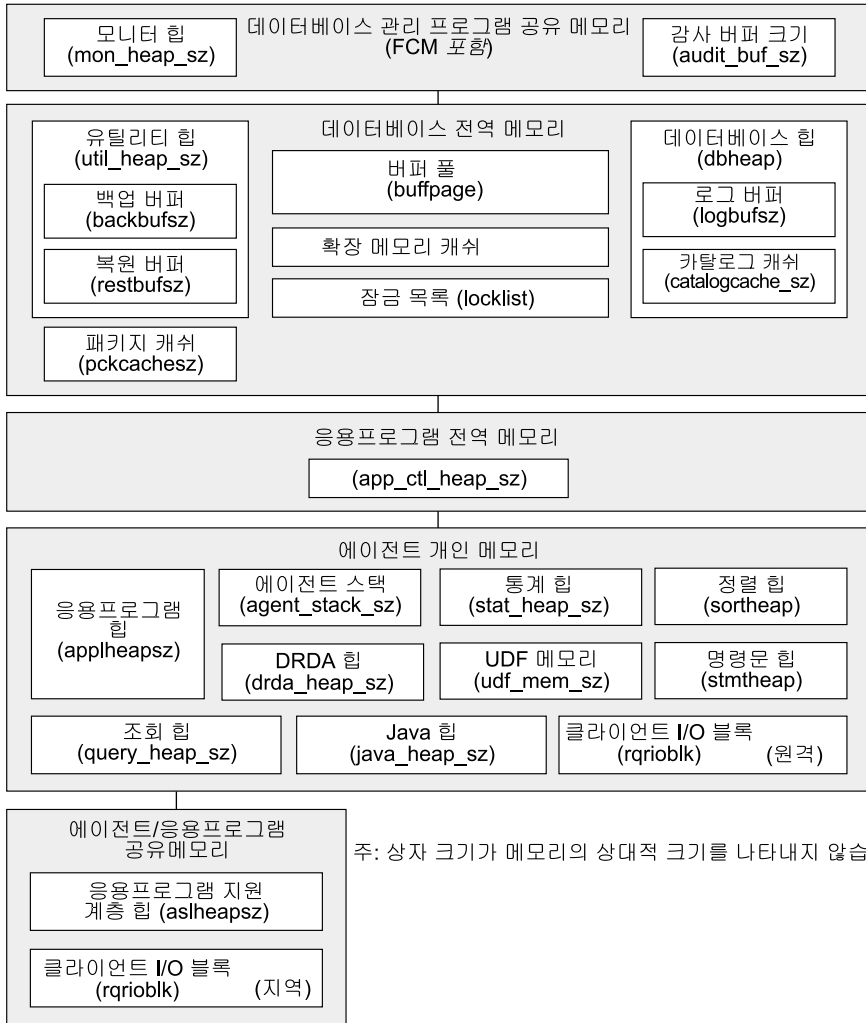 데이터베이스 관리 프로그램 공유 메모리
(FCM 포함)
모니터 힙
(mon_heap_sz)
감사 버퍼 크기
(audit_buf_sz)
데이터베이스 전역 메모리
유틸리티 힙
(util_heap_sz)
백업 버퍼
(backbufsz)
복원 버퍼
(restbufsz)
패키지 캐쉬
(pckcachesz)
버퍼 풀
(buffpage)
확장 메모리 캐쉬
잠금 목록 (locklist)
데이터베이스 힙
(dbheap)
로그 버퍼
(logbufsz)
카탈로그 캐쉬
(catalogcache_sz)
응용프로그램 전역 메모리
(app_ctl_heap_sz)
에이전트 개인 메모리
응용프로그램
힙
(applheapsz)
에이전트 스택
(agent_stack_sz)
통계 힙
(stat_heap_sz)
정렬 힙
(sortheap)
DRDA 힙
(drda_heap_sz)
UDF 메모리
(udf_mem_sz)
명령문 힙
(stmtheap)
조회 힙
(query_heap_sz)
Java 힙
(java_heap_sz)
클라이언트 I/O 블록
(rqrioblk) (원격)
에이전트/응용프로그램
공유메모리
응용프로그램 지원
계층 힙 (aslheapsz)
클라이언트 I/O 블록
(rqrioblk) (지역)
주: 상자 크기가 메모리의 상대적 크기를 나타내지 않습